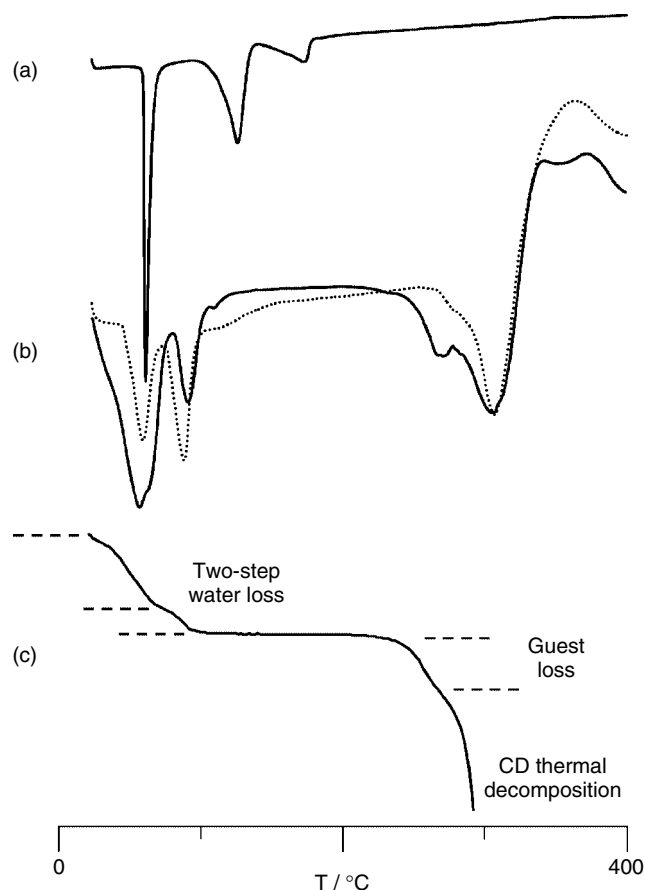 (a)
(b)
Two-step
water loss
(c)
Guest
loss
CD thermal
decomposition
0
400
T / °C